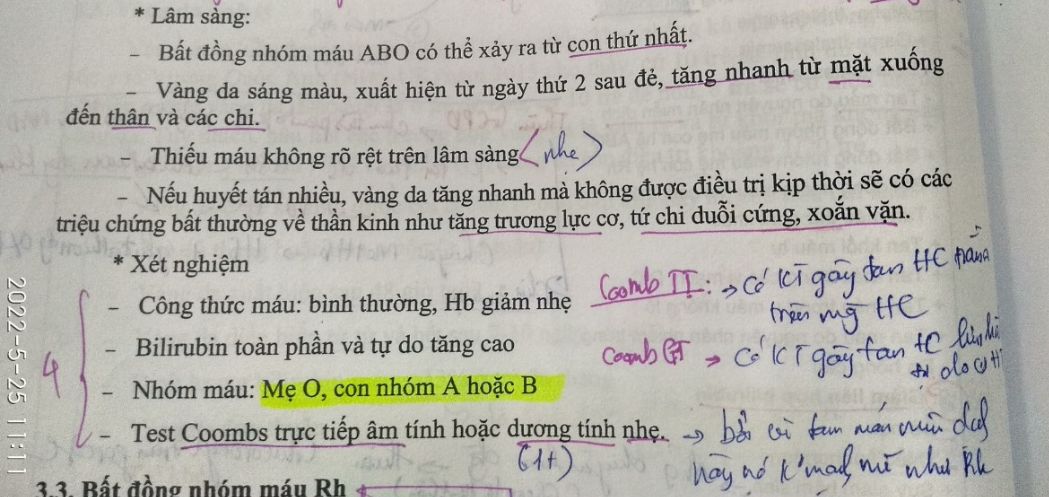 * Lâm sàng:
- Bất đồng nhóm máu ABO có thể xảy ra từ con thứ nhất.
- Vàng da sáng màu, xuất hiện từ ngày thứ 2 sau đẻ, tăng nhanh từ mặt xuống
đến thân và các chi.
- Thiếu máu không rõ rệt trên lâm sàng <nhẹ>
- Nếu huyết tán nhiều, vàng da tăng nhanh mà không được điều trị kịp thời sẽ có các
triệu chứng bất thường về thần kinh như tăng trương lực cơ, tứ chi duỗi cứng, xoắn vặn.
* Xét nghiệm
Coomb TT: → Có KT gây tan HC
trên mg HC
- Công thức máu: bình thường, Hb giảm nhẹ
- Bilirubin toàn phần và tự do tăng cao
Coomb GT → Có KT gây tan HC
4
- Nhóm máu: Mẹ O, con nhóm A hoặc B
- Test Coombs trực tiếp âm tính hoặc dương tính nhẹ. → bởi vì tan máu
(1+)
này nó như Rh
3.3. Bất đồng nhóm máu Rh
2022-5-25 11:11